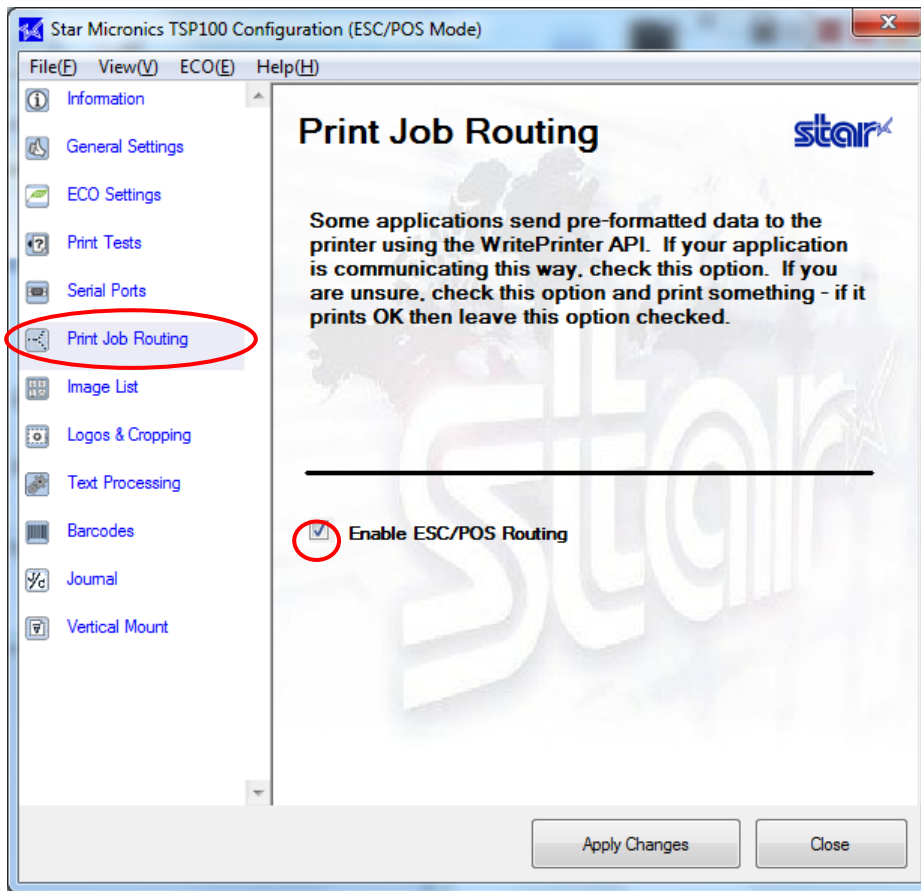 Star Micronics TSP100 Configuration (ESC/POS Mode)
File(F) View(V) ECO(E) Help(H)
Information
General Settings
ECO Settings
Print Tests
Serial Ports
Print Job Routing
Image List
Logos & Cropping
Text Processing
Barcodes
Journal
Vertical Mount
Print Job Routing
star
Some applications send pre-formatted data to the
printer using the WritePrinter API. If your application
is communicating this way, check this option. If you
are unsure, check this option and print something - if it
prints OK then leave this option checked.
star
Enable ESC/POS Routing
Apply Changes
Close